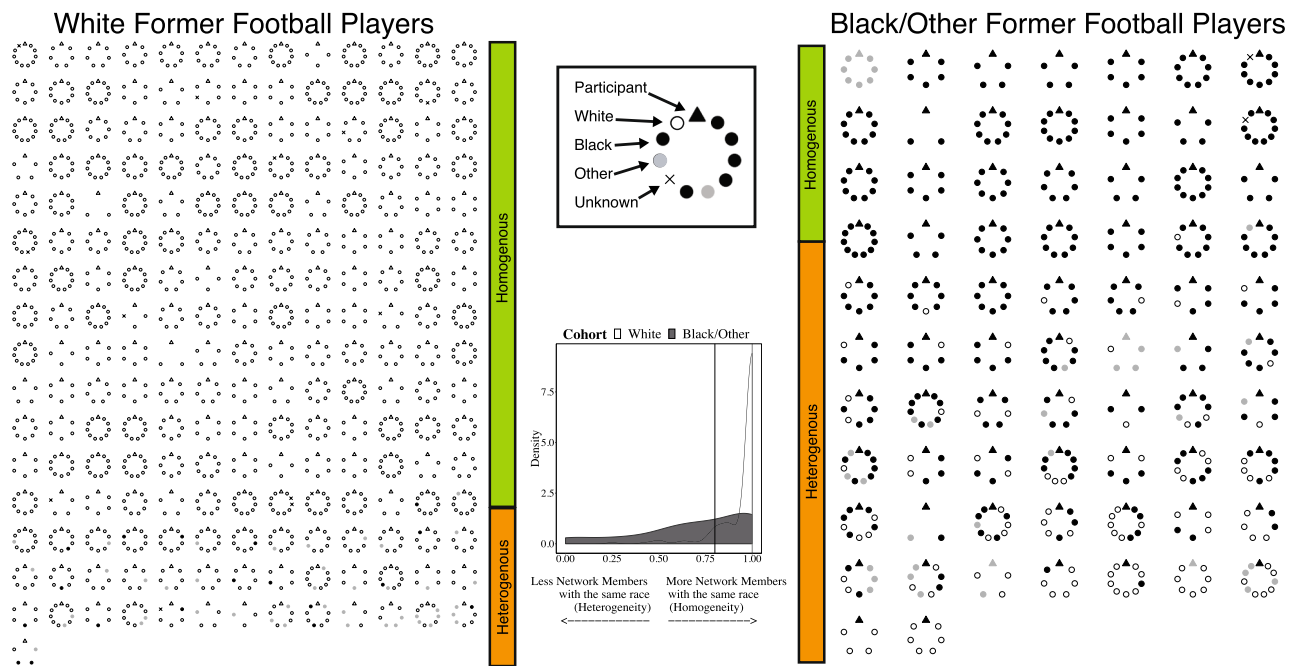 White Former Football Players
Black/Other Former Football Players
Homogenous
Heterogenous
Participant
White
Black
Other
Unknown
Cohort White Black/Other
Density
7.5
5.0
2.5
0.0
0.00 0.25 0.50 0.75 1.00
Less Network Members More Network Members
with the same race with the same race
(Heterogeneity) (Homogeneity)
Homogenous
Heterogenous